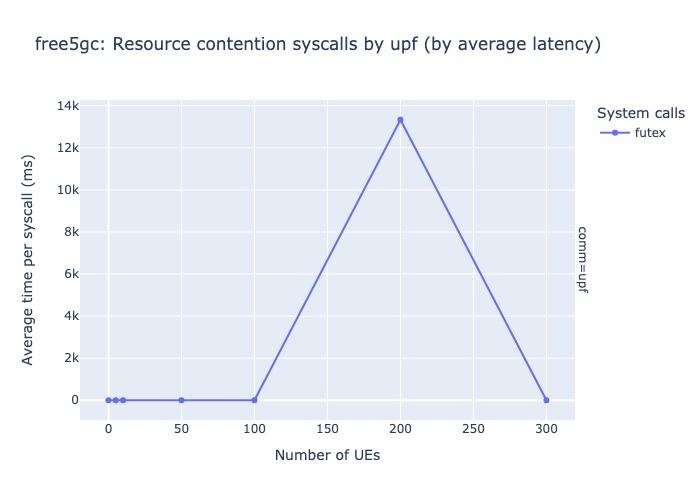 free5gc: Resource contention syscalls by upf (by average latency)
System calls
futex
Average time per syscall (ms)
14k
12k
10k
8k
6k
4k
2k
0
comm=upf
0 50 100 150 200 250 300
Number of UEs